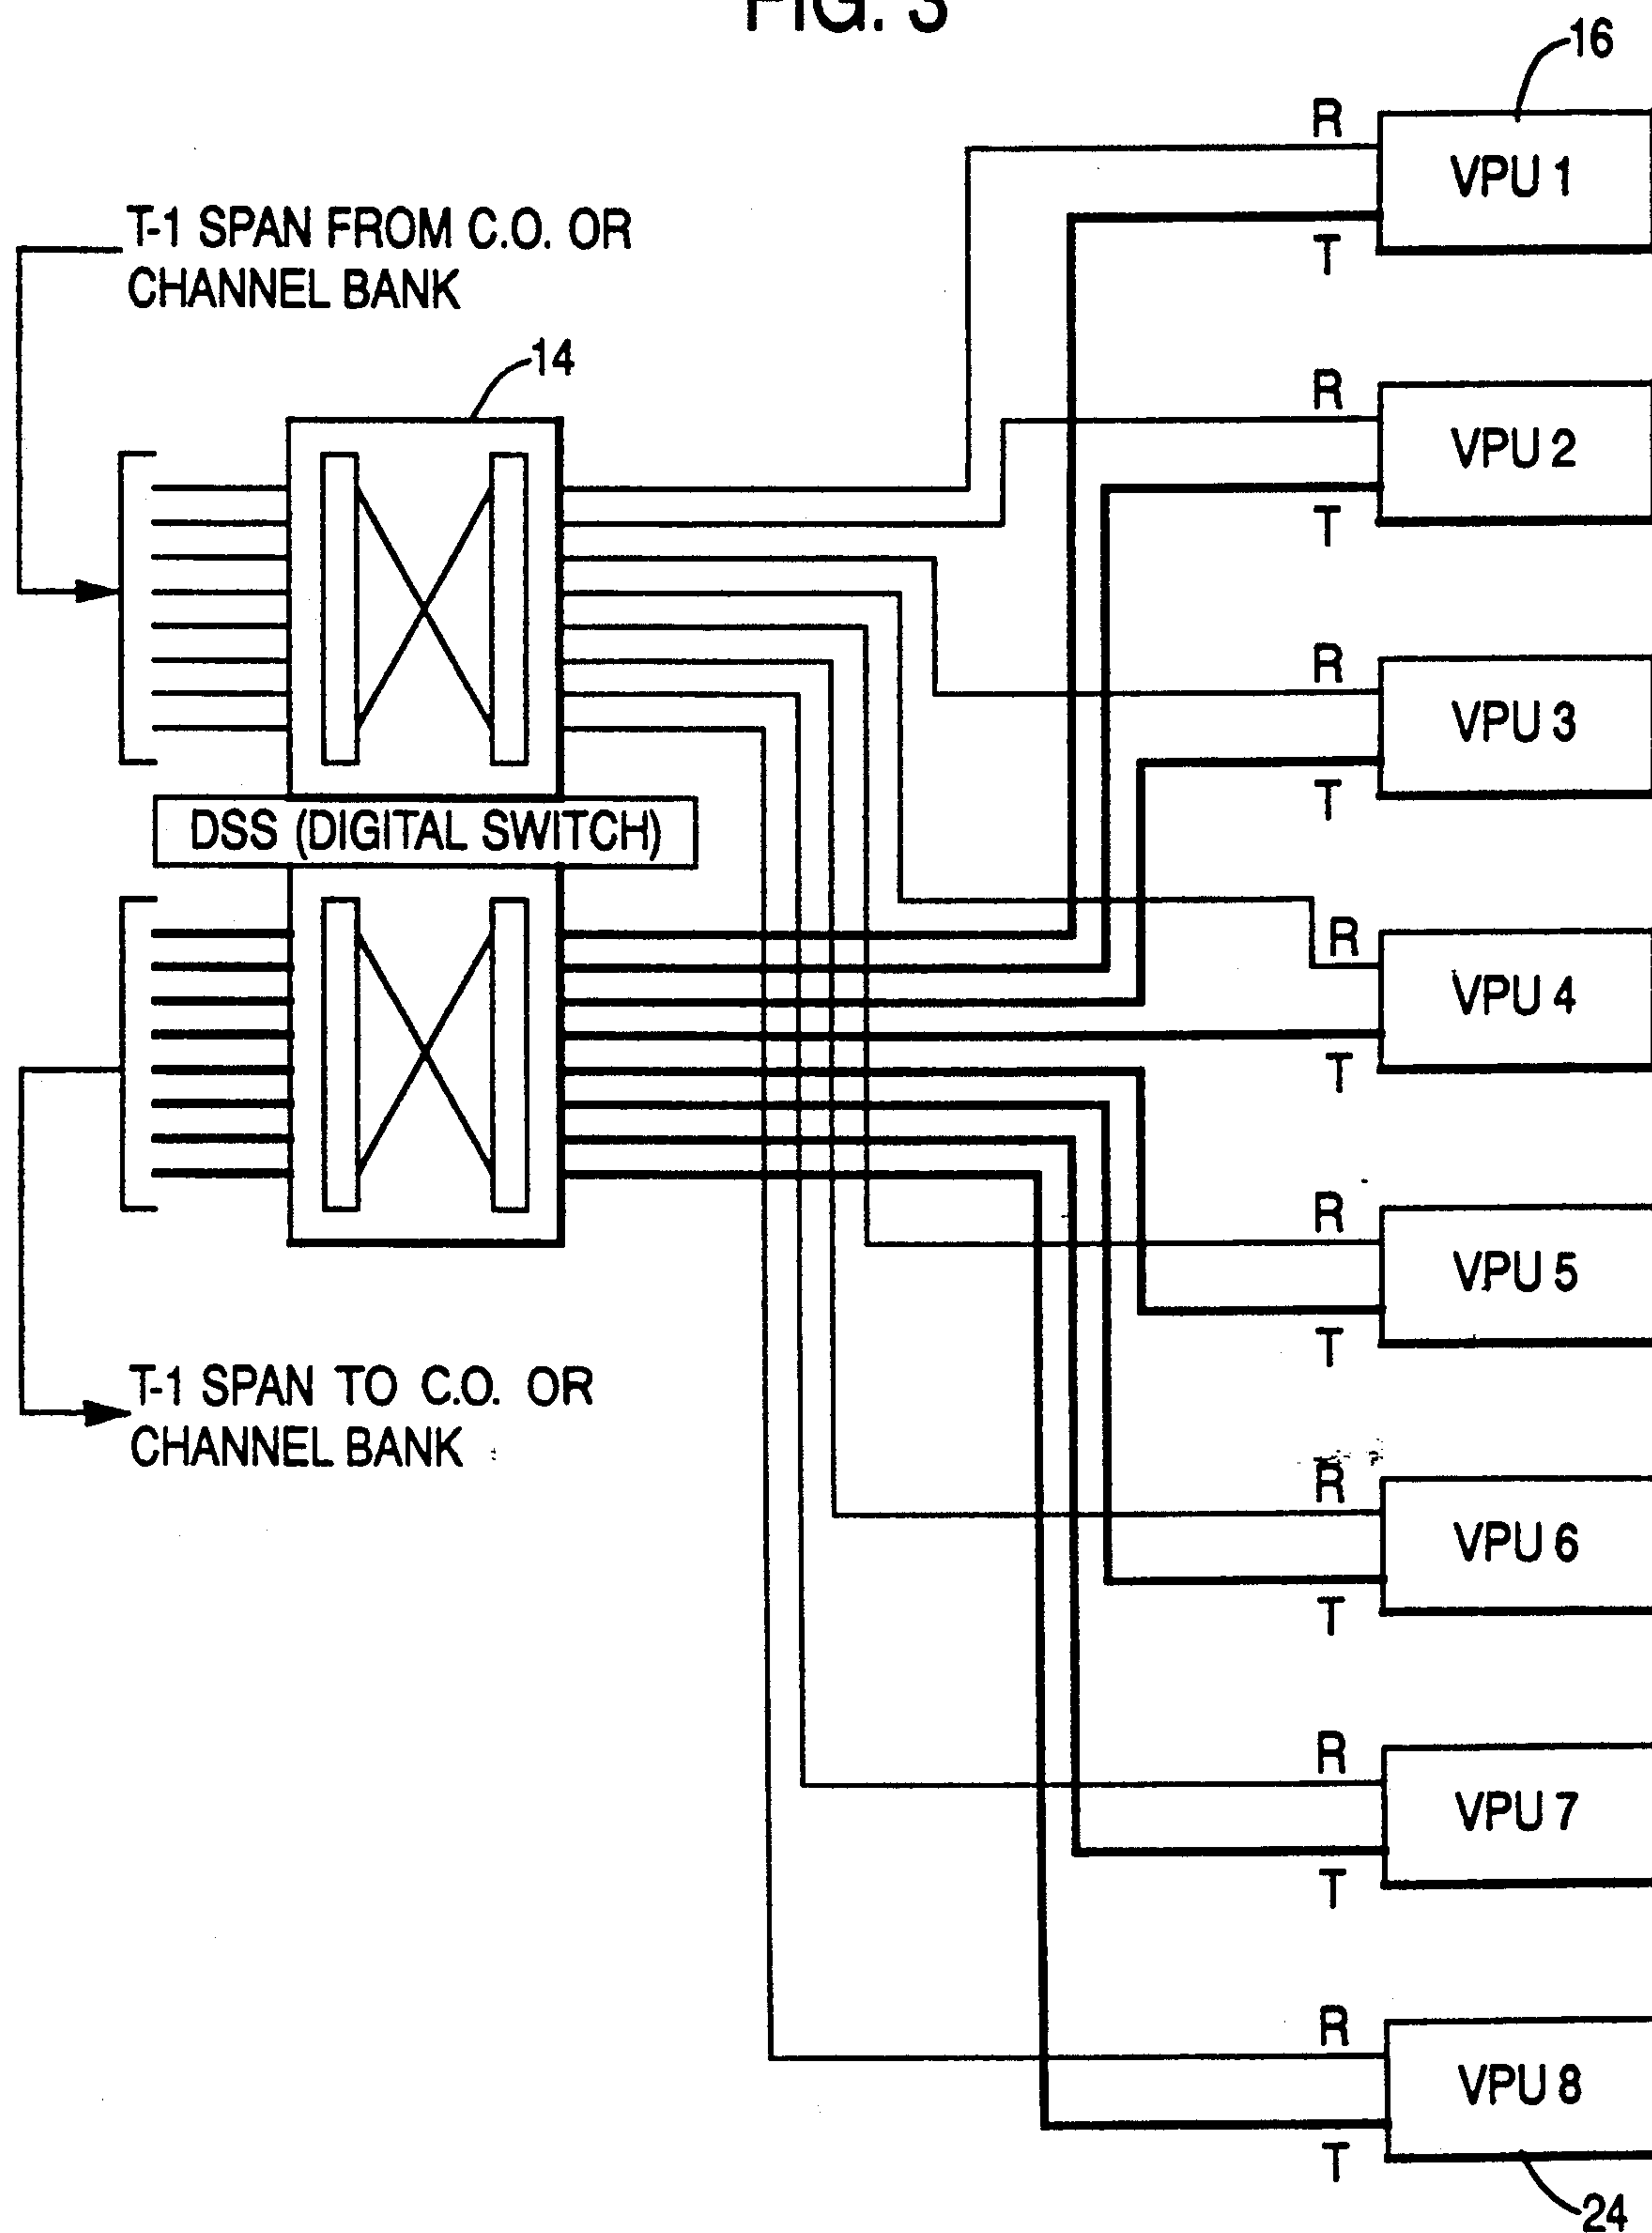 FIG. 3
16
R
VPU 1
T
T-1 SPAN FROM C.O. OR
CHANNEL BANK
14
R
VPU 2
T
R
VPU 3
T
DSS (DIGITAL SWITCH)
R
VPU 4
T
R
VPU 5
T
T-1 SPAN TO C.O. OR
CHANNEL BANK
R
VPU 6
T
R
VPU 7
T
R
VPU 8
T
24